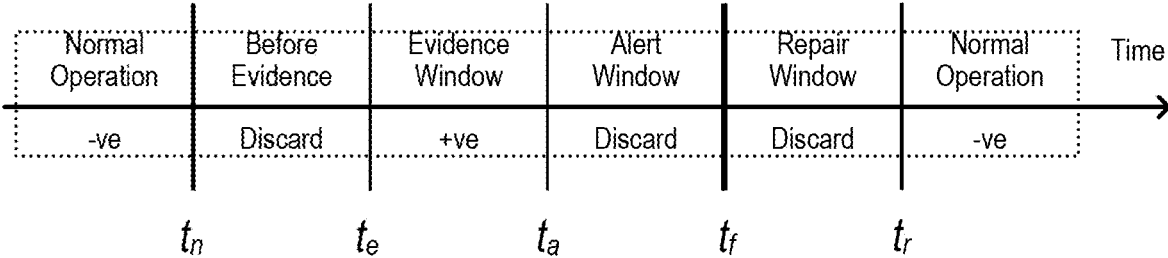 Normal Before Evidence Alert Repair Normal Time
Operation Evidence Window Window Window Operation
-ve Discard +ve Discard Discard -ve
tn te ta tf tr